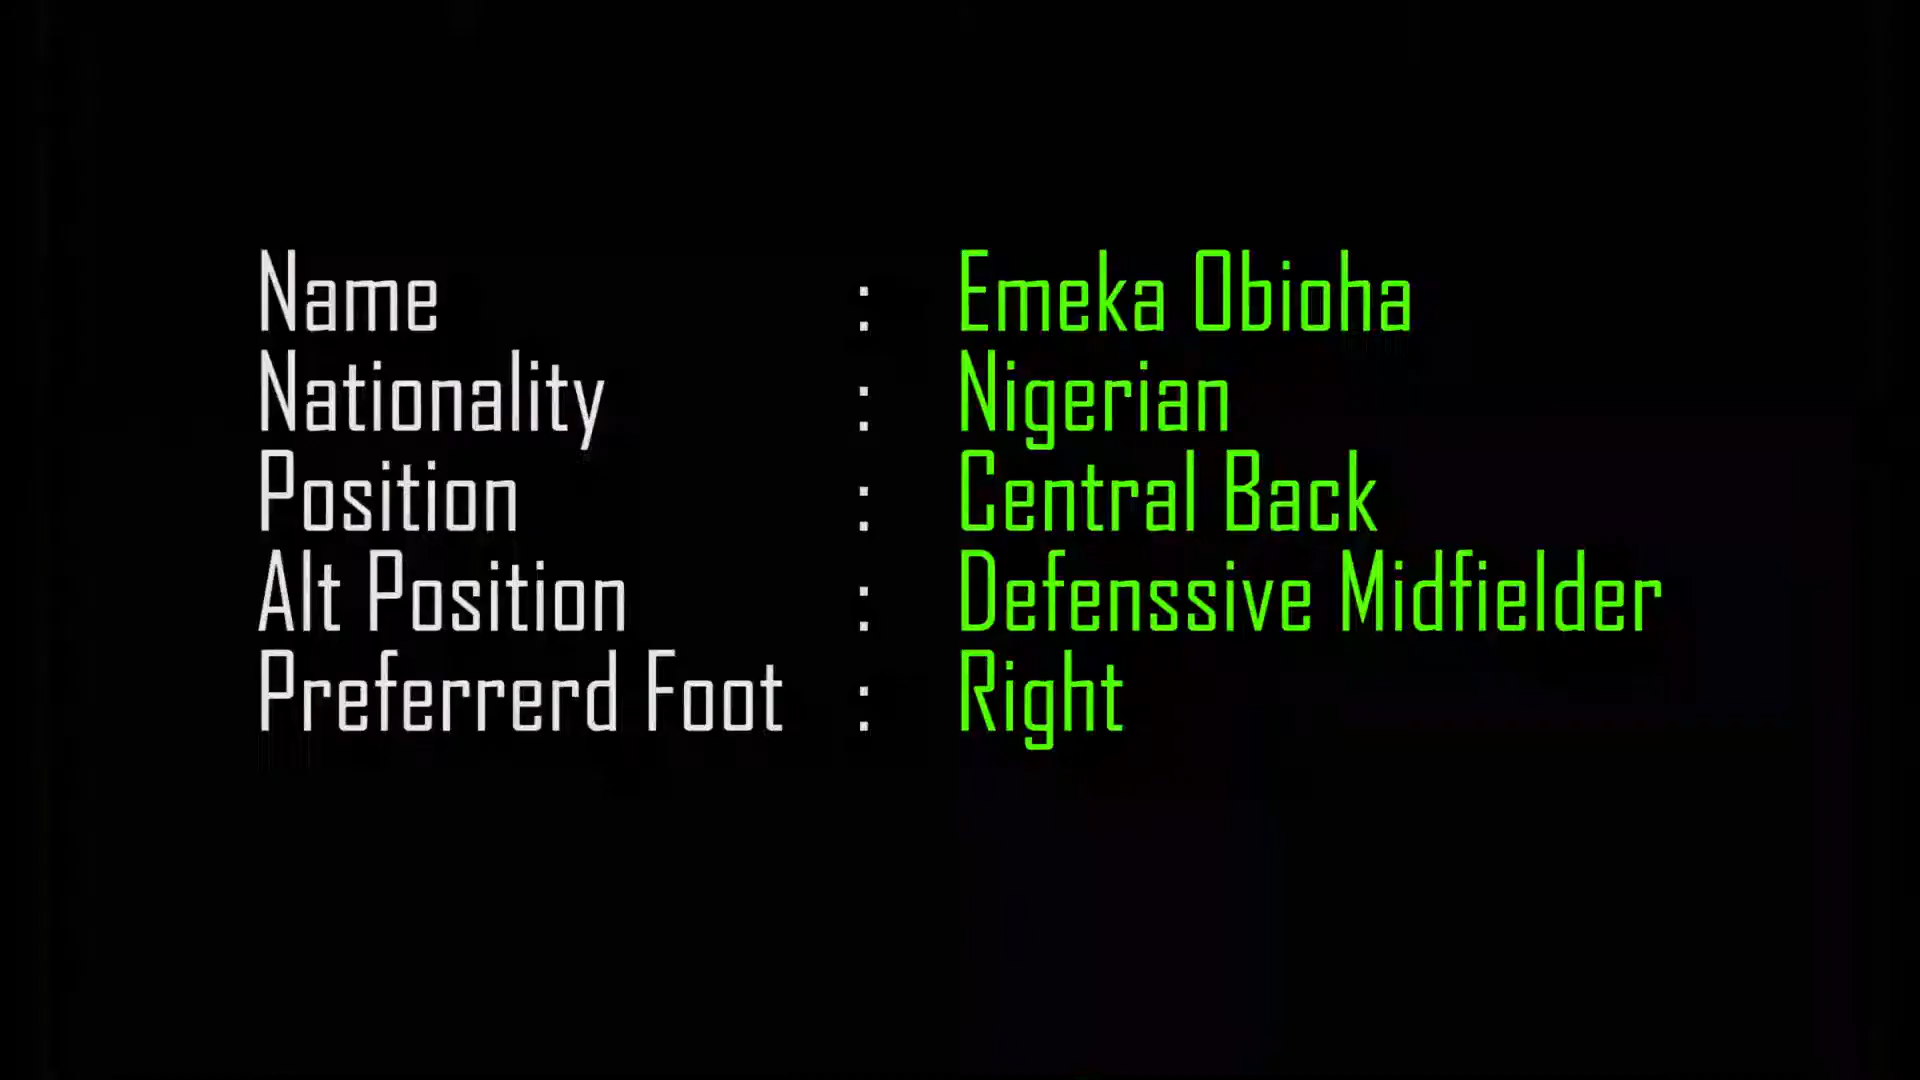 Name : Emeka Obioha
Nationality : Nigerian
Position : Central Back
Alt Position : Defenssive Midfielder
Preferrerd Foot : Right